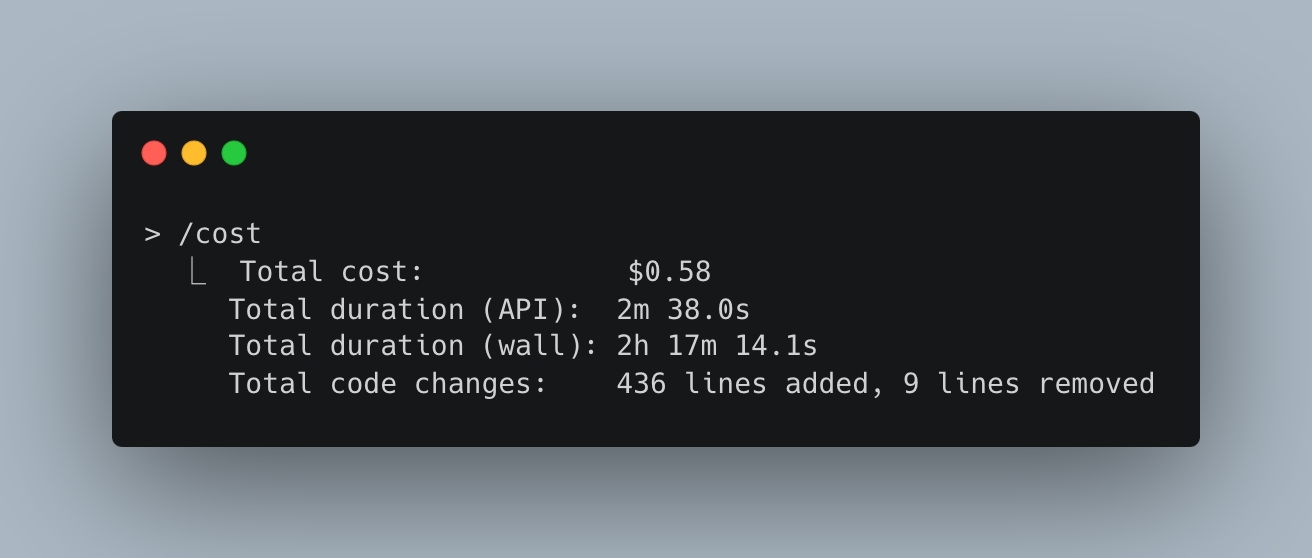 > /cost
⎿  Total cost:            $0.58
Total duration (API):  2m 38.0s
Total duration (wall): 2h 17m 14.1s
Total code changes:    436 lines added, 9 lines removed